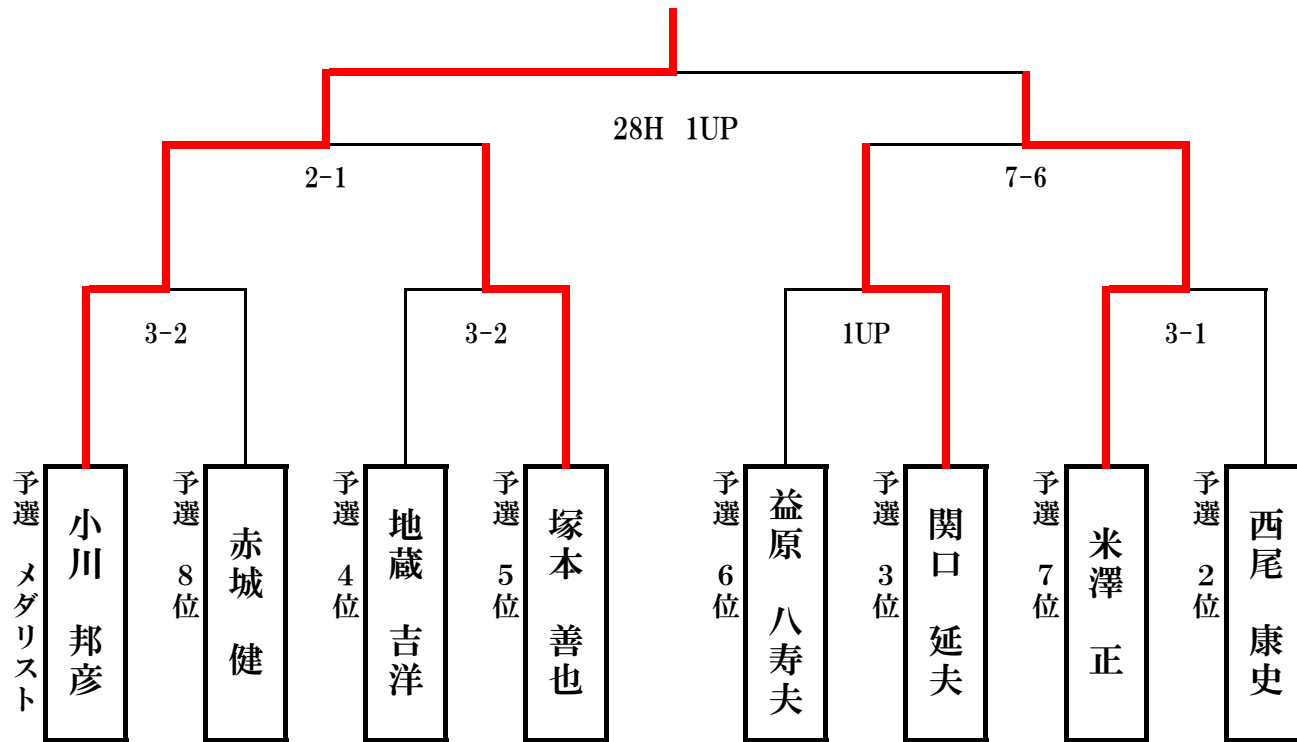 28H 1UP
2-1
7-6
3-2
3-2
1UP
3-1
予選 メダリスト
小川 邦彦
予選 8位
赤城 健
予選 4位
地蔵 吉洋
予選 5位
塚本 善也
予選 6位
益原 八寿夫
予選 3位
関口 延夫
予選 7位
米澤 正
予選 2位
西尾 康史